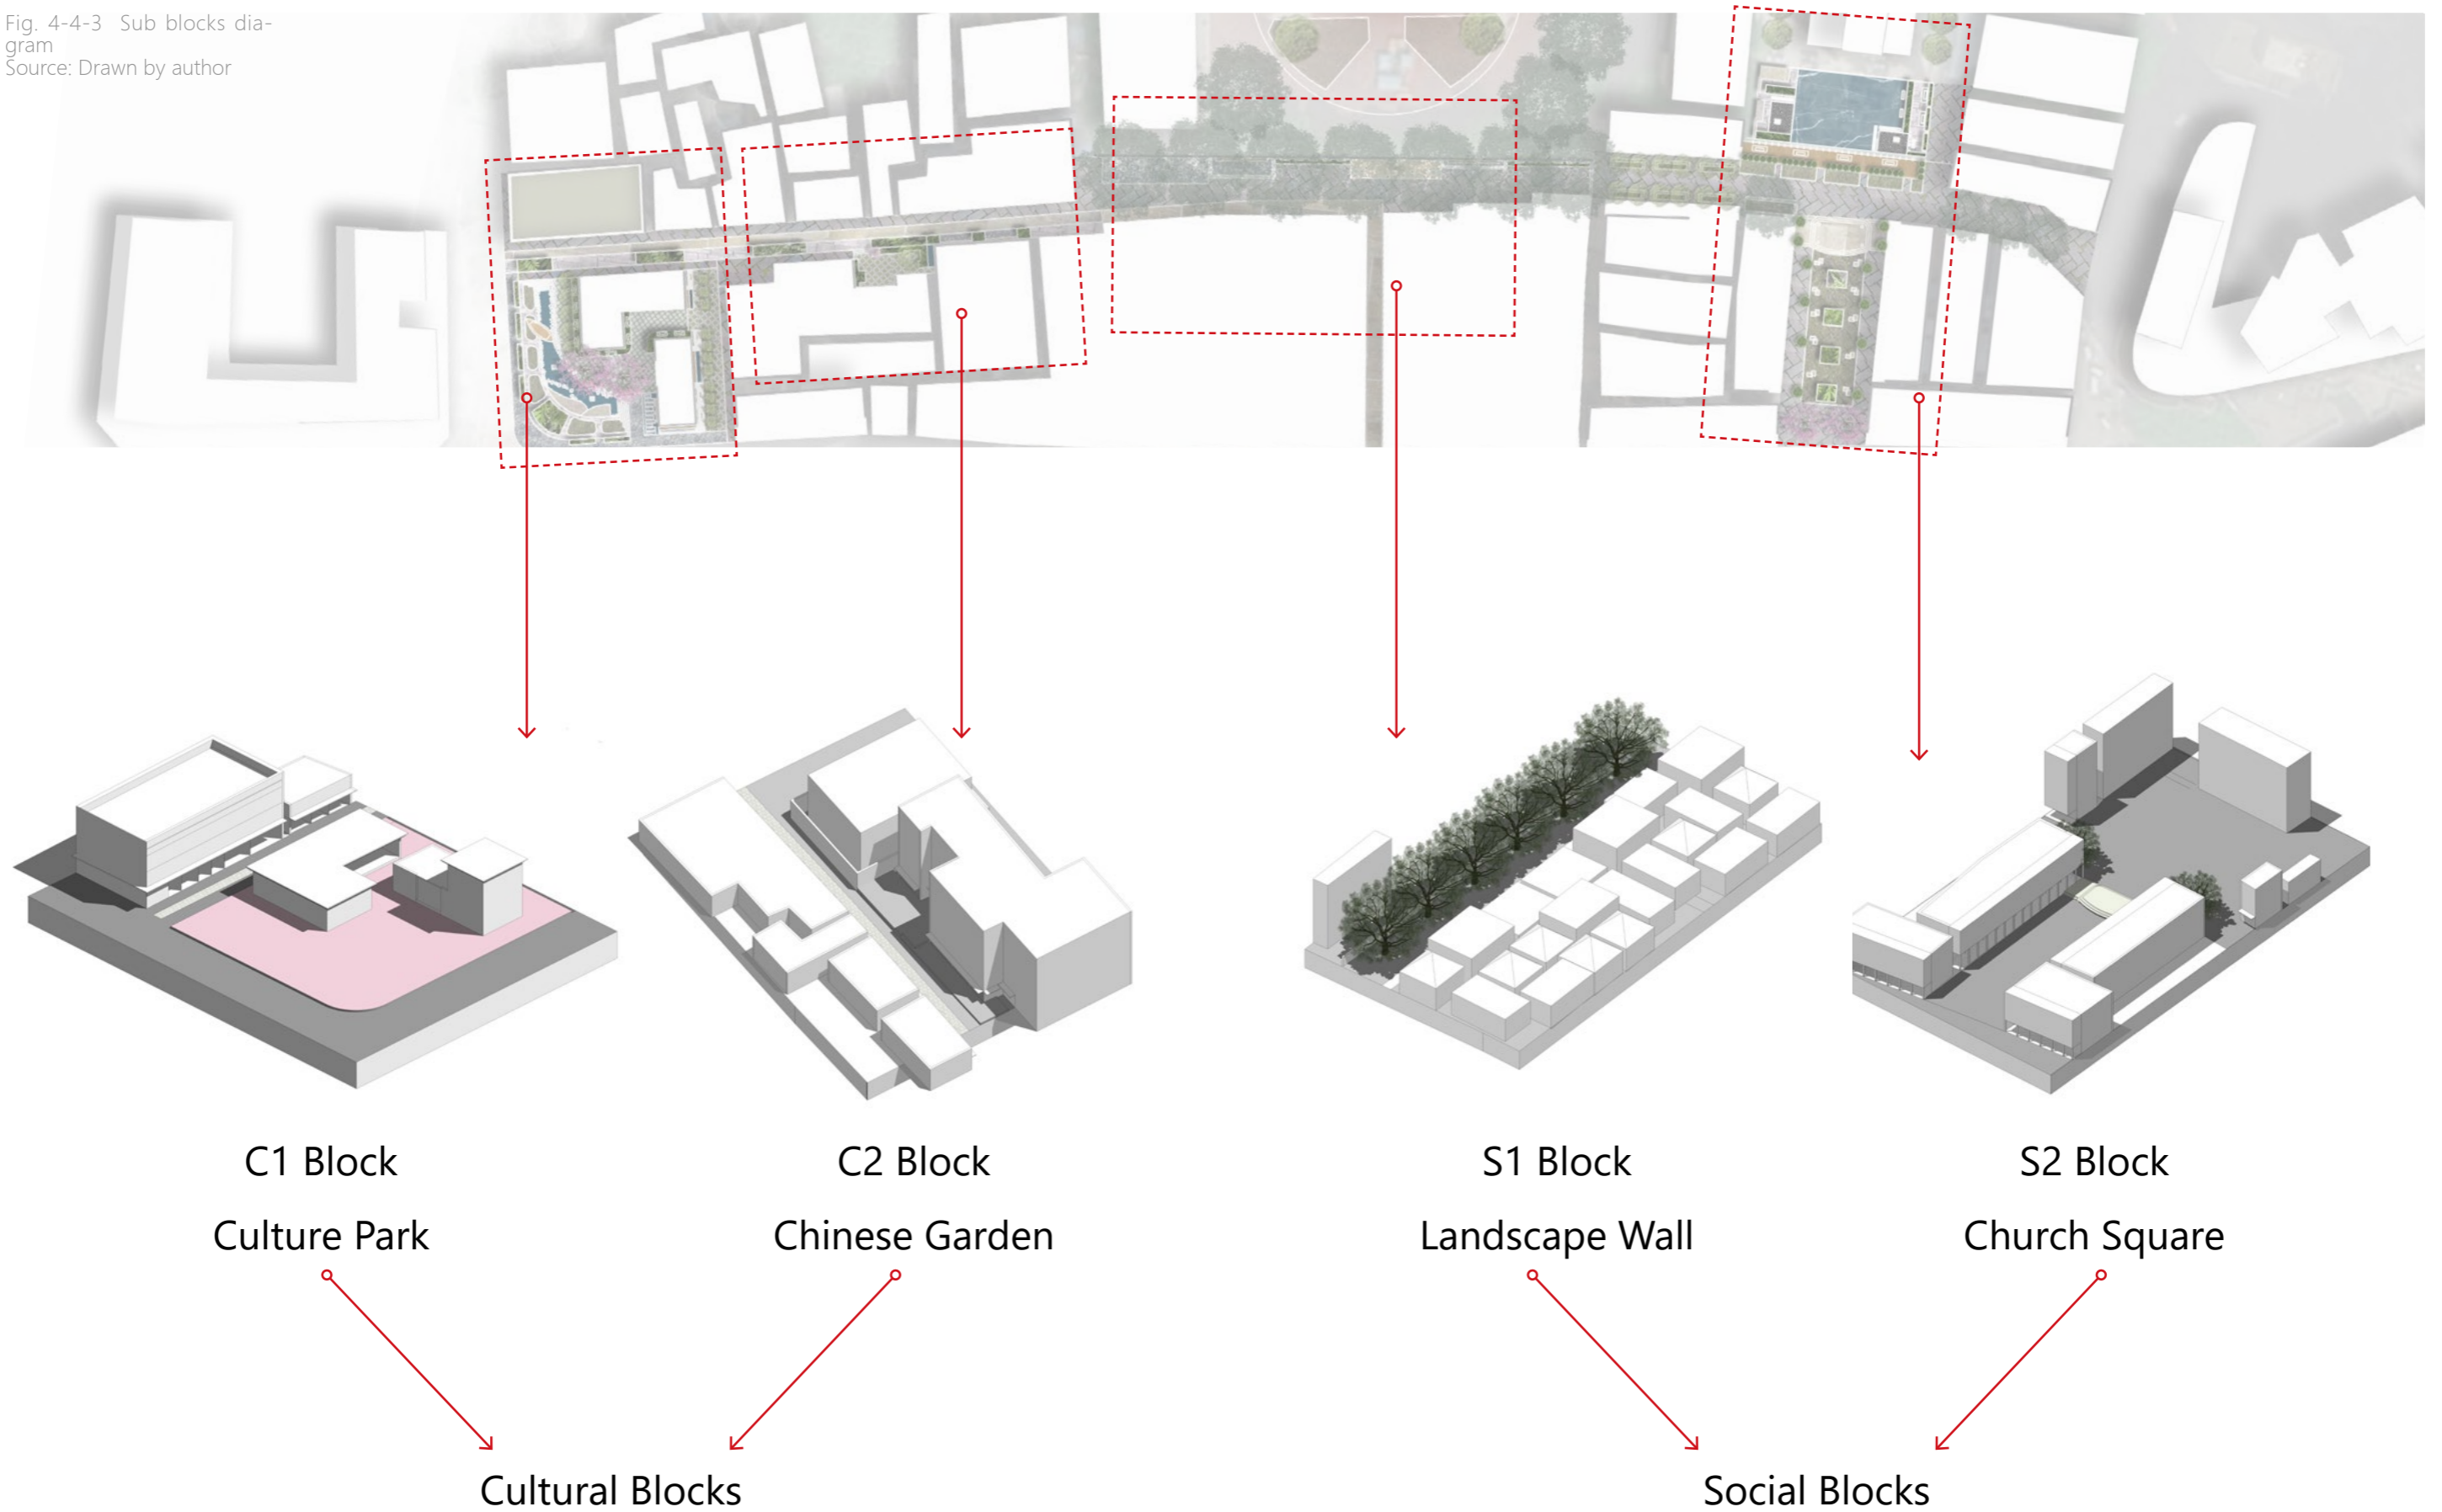 Fig. 4-4-3 Sub blocks dia-
gram
Source: Drawn by author
C1 Block
C2 Block
S1 Block
S2 Block
Culture Park
Chinese Garden
Landscape Wall
Church Square
Cultural Blocks
Social Blocks